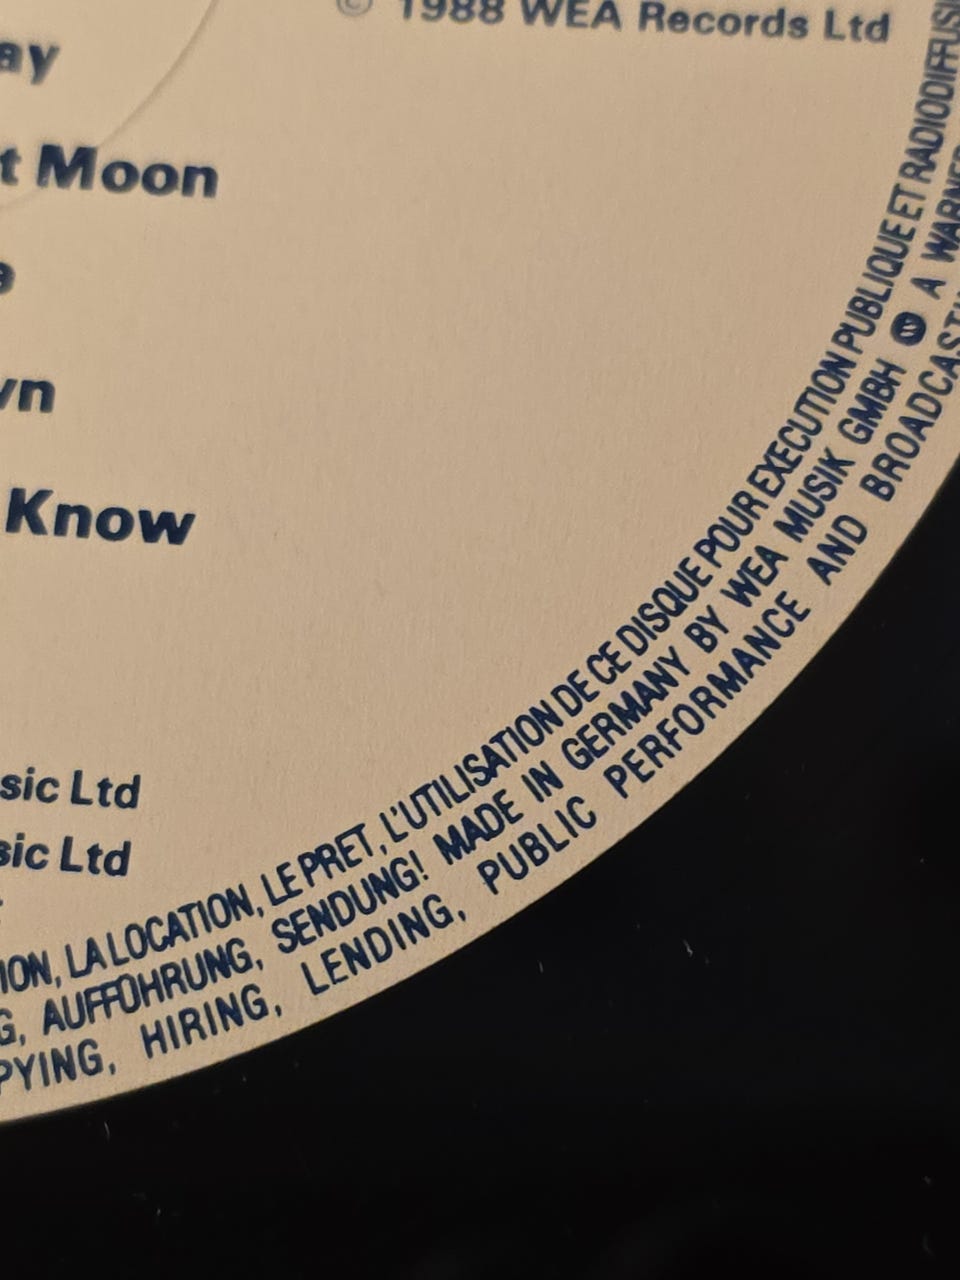 © 1988 WEA Records Ltd
ay
t Moon
wn
Know
sic Ltd
sic Ltd
ION, LA LOCATION, LE PRET, L'UTILISATION DE CE DISQUE POUR EXECUTION PUBLIQUE ET RADIODIFFUSI
G, AUFFÜHRUNG, SENDUNG! MADE IN GERMANY BY WEA MUSIK GMBH A WARNER
PYING, HIRING, LENDING, PUBLIC PERFORMANCE AND BROADCASTI